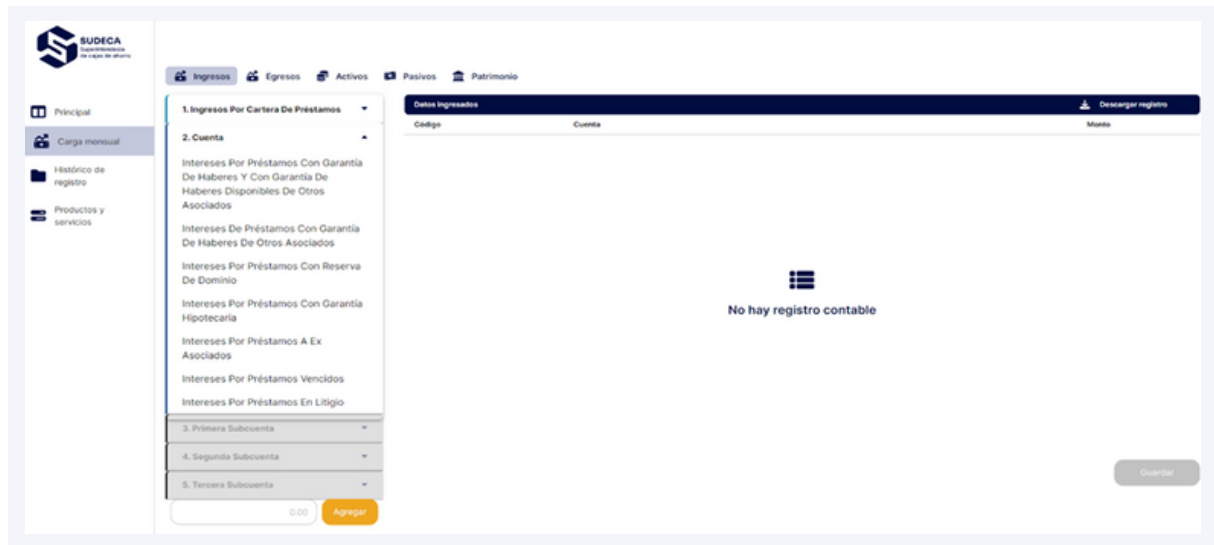 SUDECA
Superintendencia
de cajas de ahorro
Ingresos
Egresos
Activos
Pasivos
Patrimonio
Principal
Carga mensual
Histórico de
registro
Productos y
servicios
1. Ingresos Por Cartera De Préstamos
2. Cuenta
Intereses Por Préstamos Con Garantía
De Haberes Y Con Garantía De
Haberes Disponibles De Otros
Asociados
Intereses De Préstamos Con Garantía
De Haberes De Otros Asociados
Intereses Por Préstamos Con Reserva
De Dominio
Intereses Por Préstamos Con Garantía
Hipotecaria
Intereses Por Préstamos A Ex
Asociados
Intereses Por Préstamos Vencidos
Intereses Por Préstamos En Litigio
3. Primera Subcuenta
4. Segunda Subcuenta
5. Tercera Subcuenta
0.00
Agregar
Datos Ingresados
Descargar registro
Código
Cuenta
Monto
No hay registro contable
Guardar